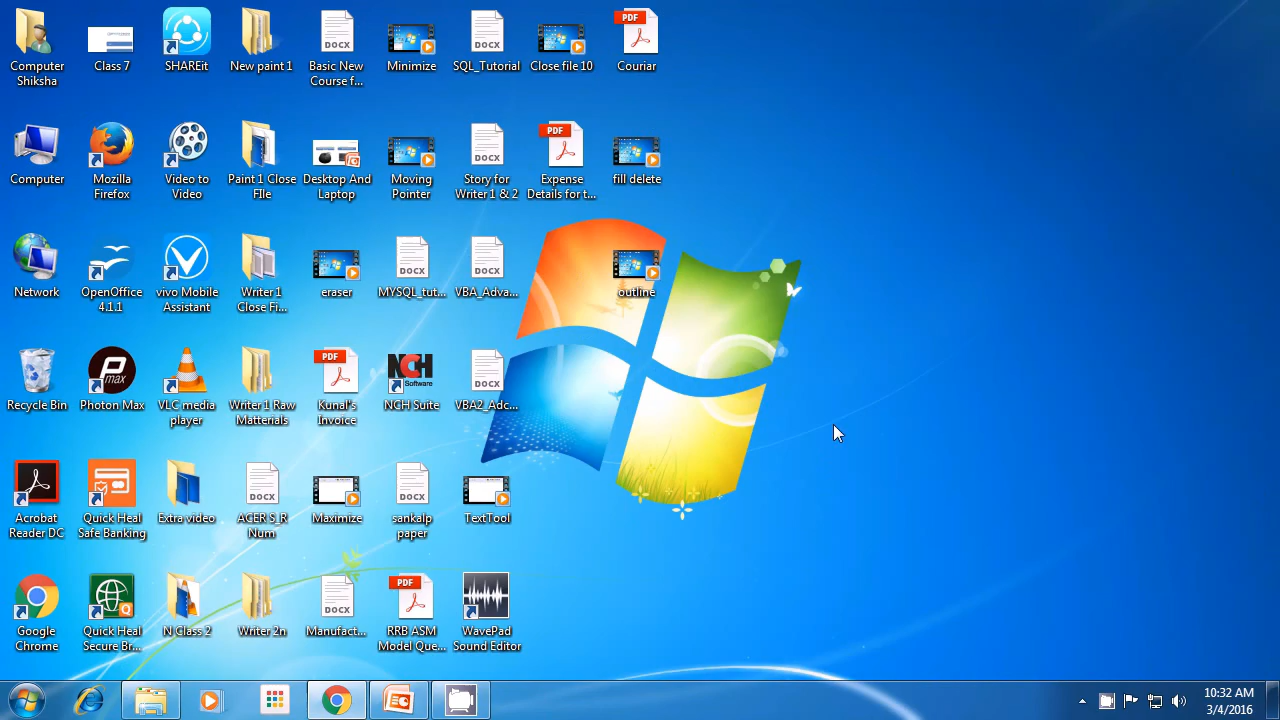 Computer
Shiksha
Class 7
SHAREit
New paint 1
DOCX
Basic New
Course f...
Minimize
DOCX
SQL_Tutorial
Close file 10
PDF
Couriar
Computer
Mozilla
Firefox
Video to
Video
Paint 1 Close
FIle
Desktop And
Laptop
Moving
Pointer
DOCX
Story for
Writer 1 & 2
PDF
Expense
Details for t...
fill delete
Network
OpenOffice
4.1.1
vivo Mobile
Assistant
Writer 1
Close Fi...
eraser
DOCX
MYSQL_tut...
DOCX
VBA_Adva...
outline
Recycle Bin
P
max
Photon Max
VLC media
player
Writer 1 Raw
Matterials
PDF
Kunal's
Invoice
NCH
Software
NCH Suite
DOCX
VBA2_Adc...
Acrobat
Reader DC
Quick Heal
Safe Banking
Extra video
DOCX
ACER S_R
Num
Maximize
DOCX
sankalp
paper
TextTool
Google
Chrome
Q
Quick Heal
Secure Br...
N Class 2
Writer 2n
DOCX
Manufact...
PDF
RRB ASM
Model Que...
WavePad
Sound Editor
10:32 AM
3/4/2016